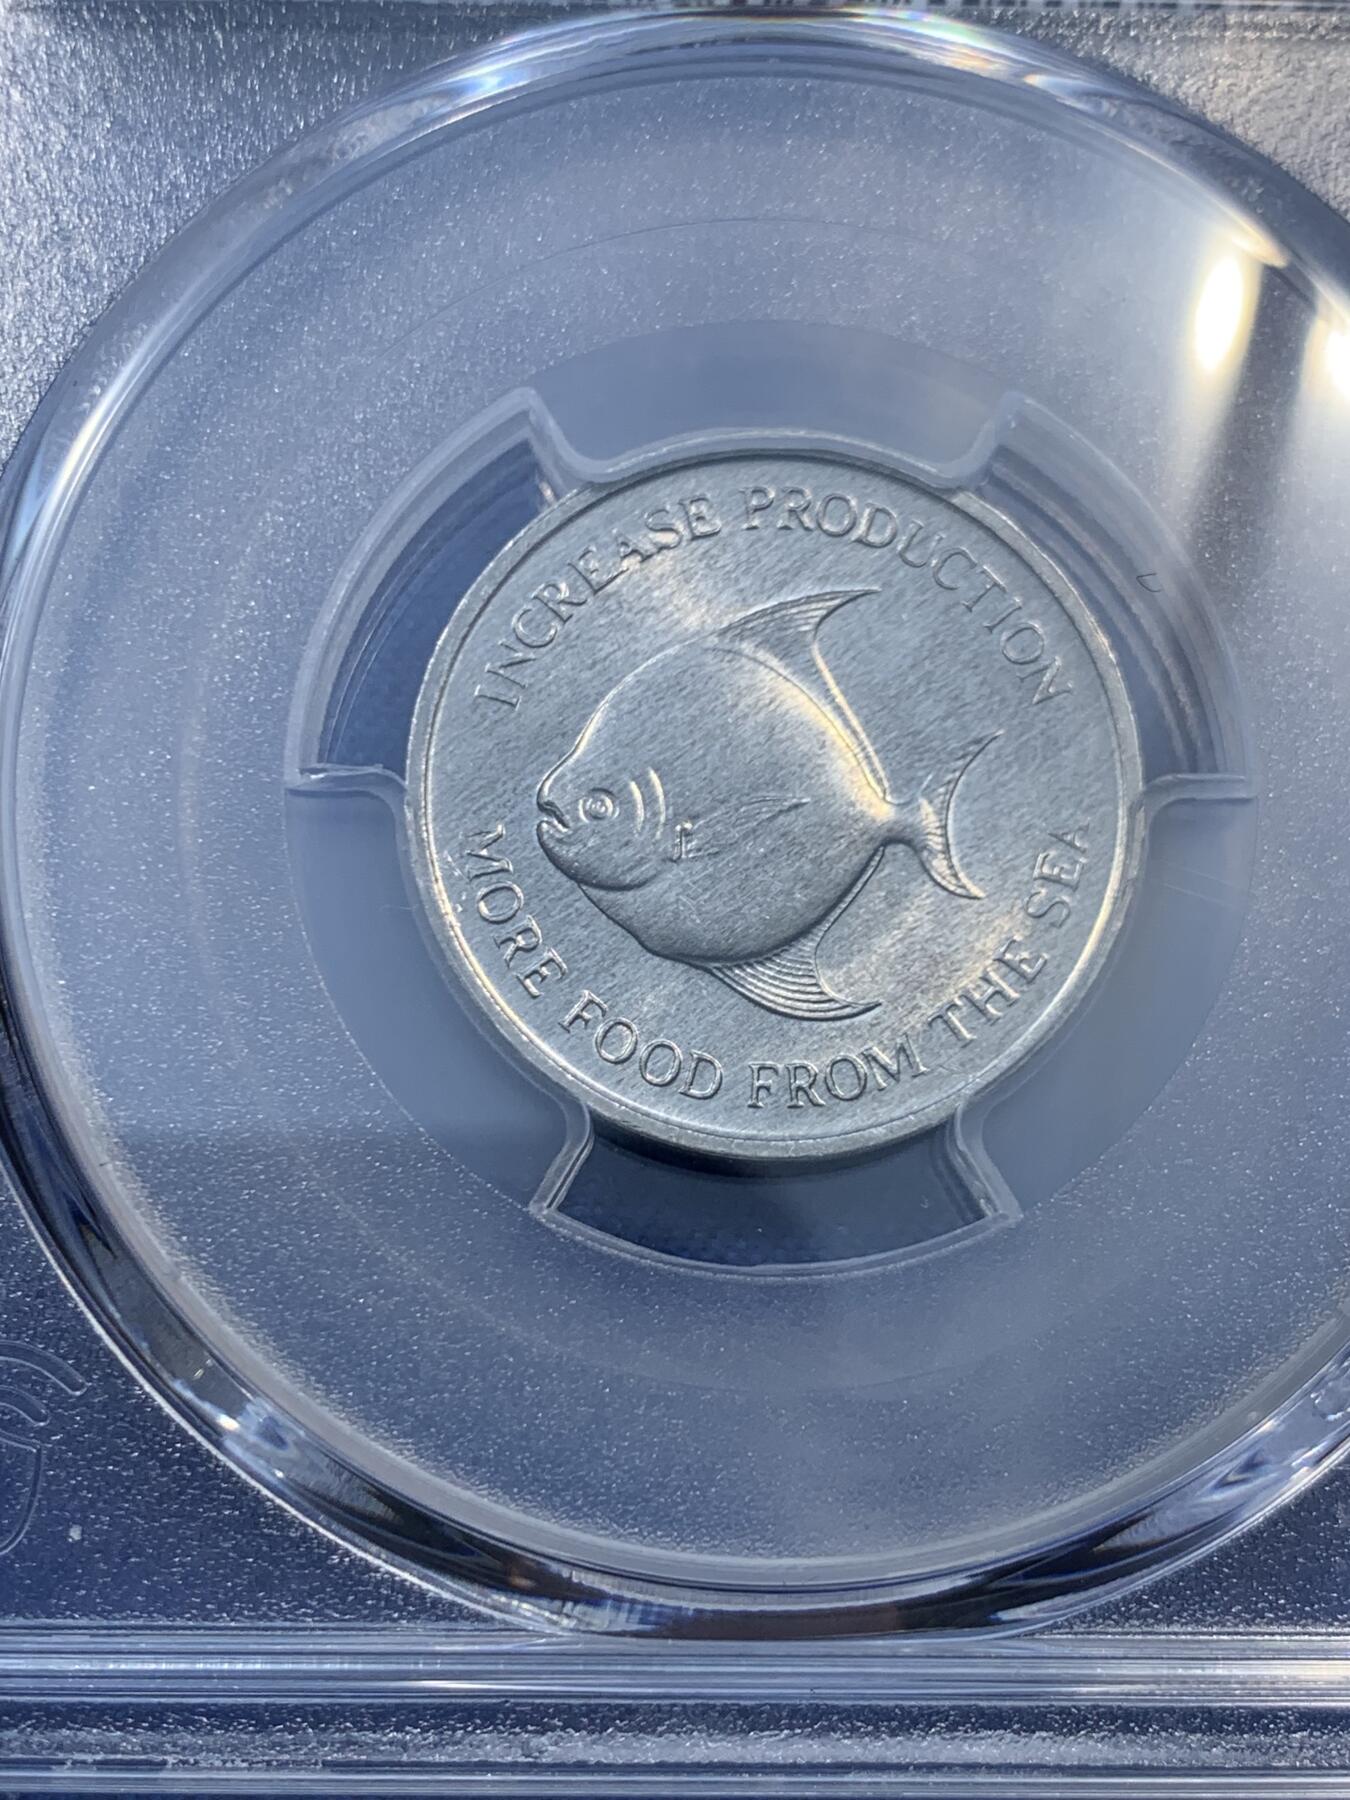 INCREASE PRODUCTION
MORE FOOD FROM THE SEA